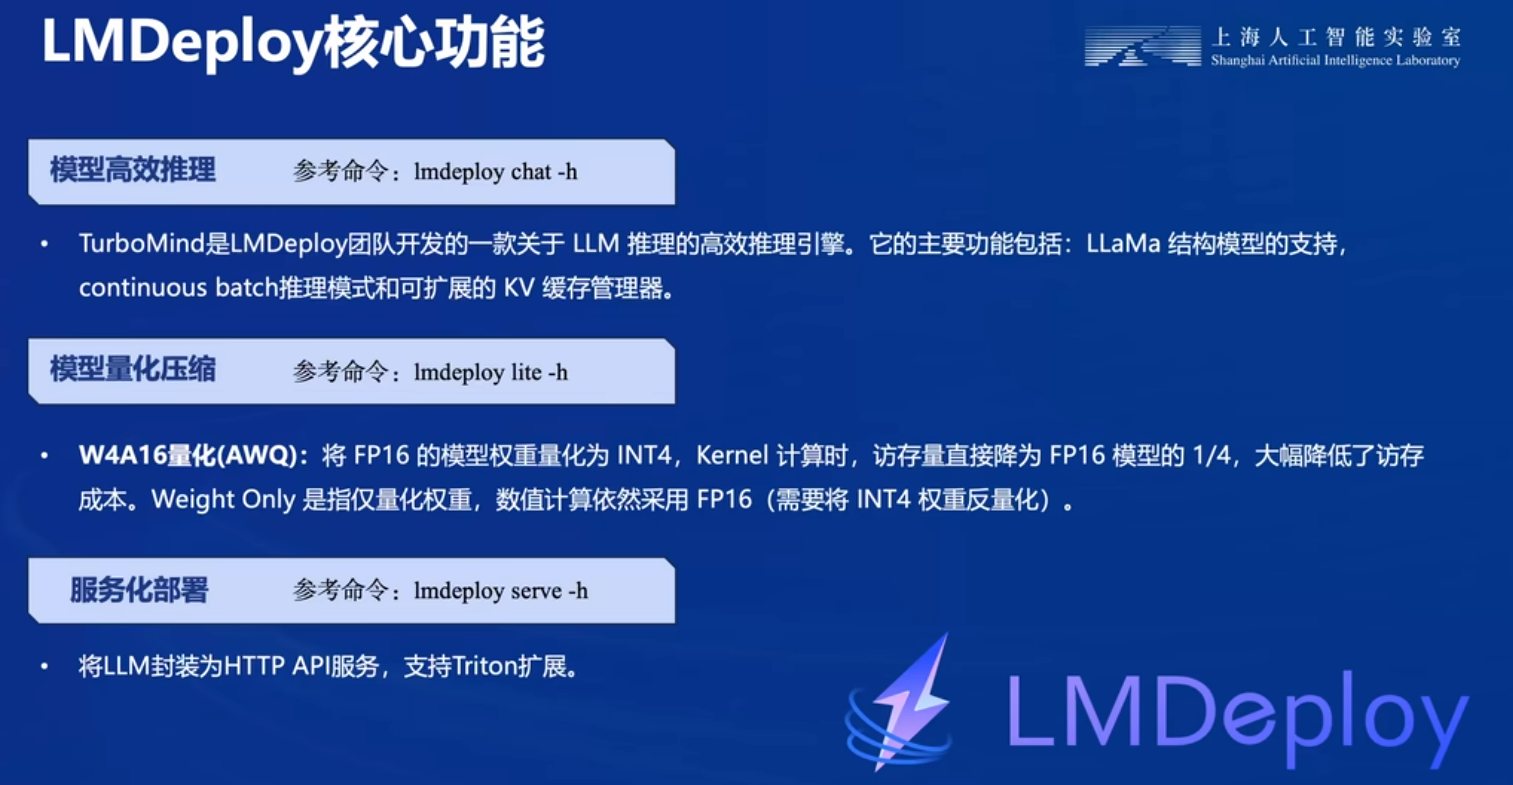 LMDeploy核心功能
上海人工智能实验室
Shanghai Artificial Intelligence Laboratory
模型高效推理 参考命令：lmdeploy chat -h
• TurboMind是LMDeploy团队开发的一款关于 LLM 推理的高效推理引擎。它的主要功能包括：LLaMa 结构模型的支持，
continuous batch推理模式和可扩展的 KV 缓存管理器。
模型量化压缩 参考命令：lmdeploy lite -h
• W4A16量化(AWQ)：将 FP16 的模型权重量化为 INT4，Kernel 计算时，访存量直接降为 FP16 模型的 1/4，大幅降低了访存
成本。Weight Only 是指仅量化权重，数值计算依然采用 FP16（需要将 INT4 权重反量化）。
服务化部署 参考命令：lmdeploy serve -h
• 将LLM封装为HTTP API服务，支持Triton扩展。
LMDeploy